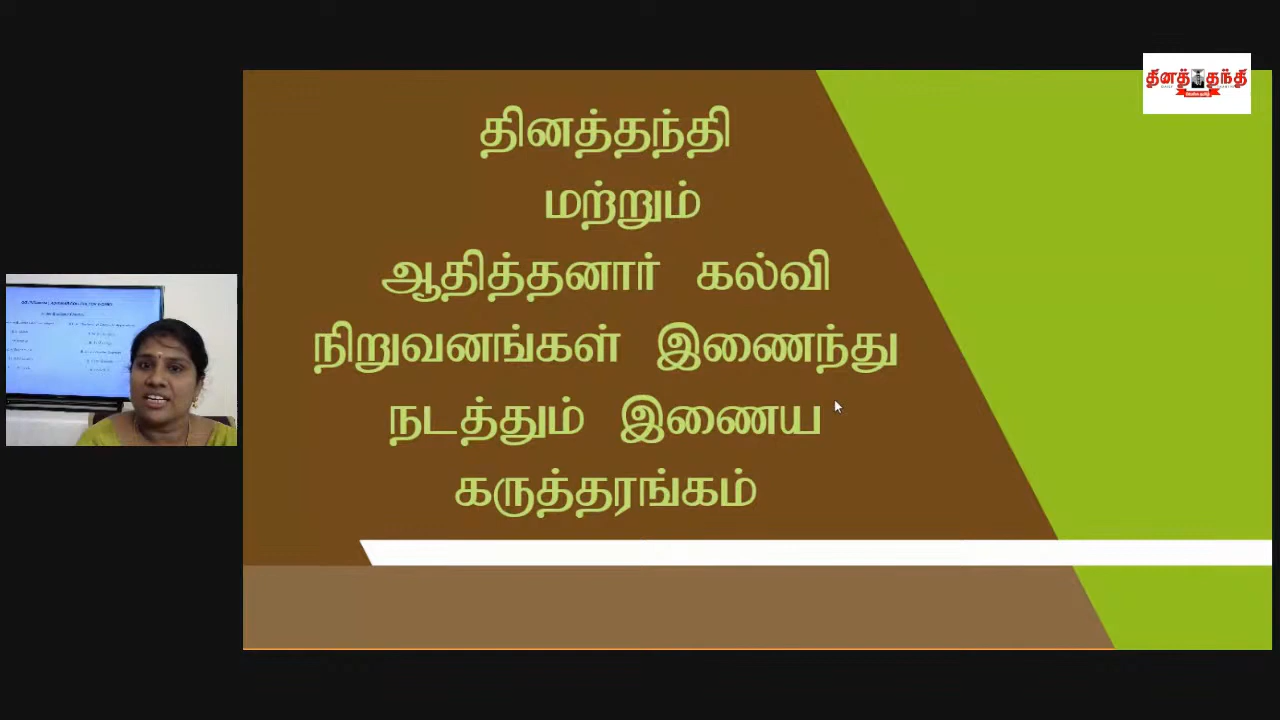 தினத்தந்தி
தினத்தந்தி
மற்றும்
ஆதித்தனார் கல்வி
நிறுவனங்கள் இணைந்து
நடத்தும் இணைய
கருத்தரங்கம்